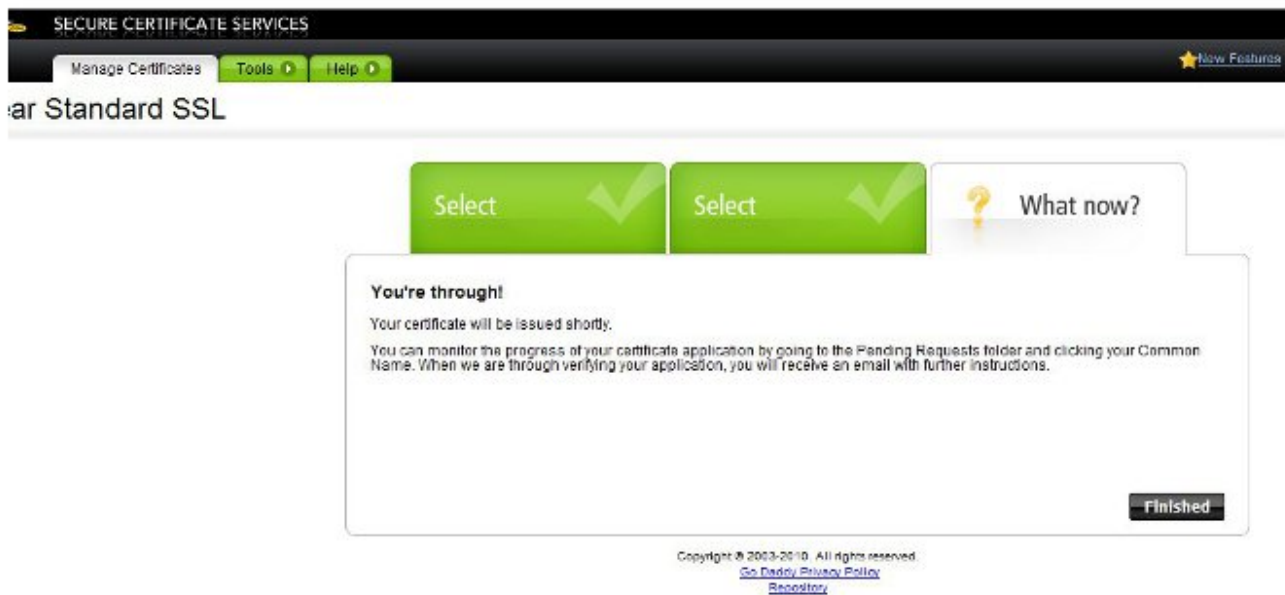 SECURE CERTIFICATE SERVICES
Manage Certificates Tools Help New Features
ear Standard SSL
Select Select What now?
You're through!
Your certificate will be issued shortly.
You can monitor the progress of your certificate application by going to the Pending Requests folder and clicking your Common
Name. When we are through verifying your application, you will receive an email with further instructions.
Finished
Copyright © 2003-2010. All rights reserved.
Go Daddy Privacy Policy
Repository